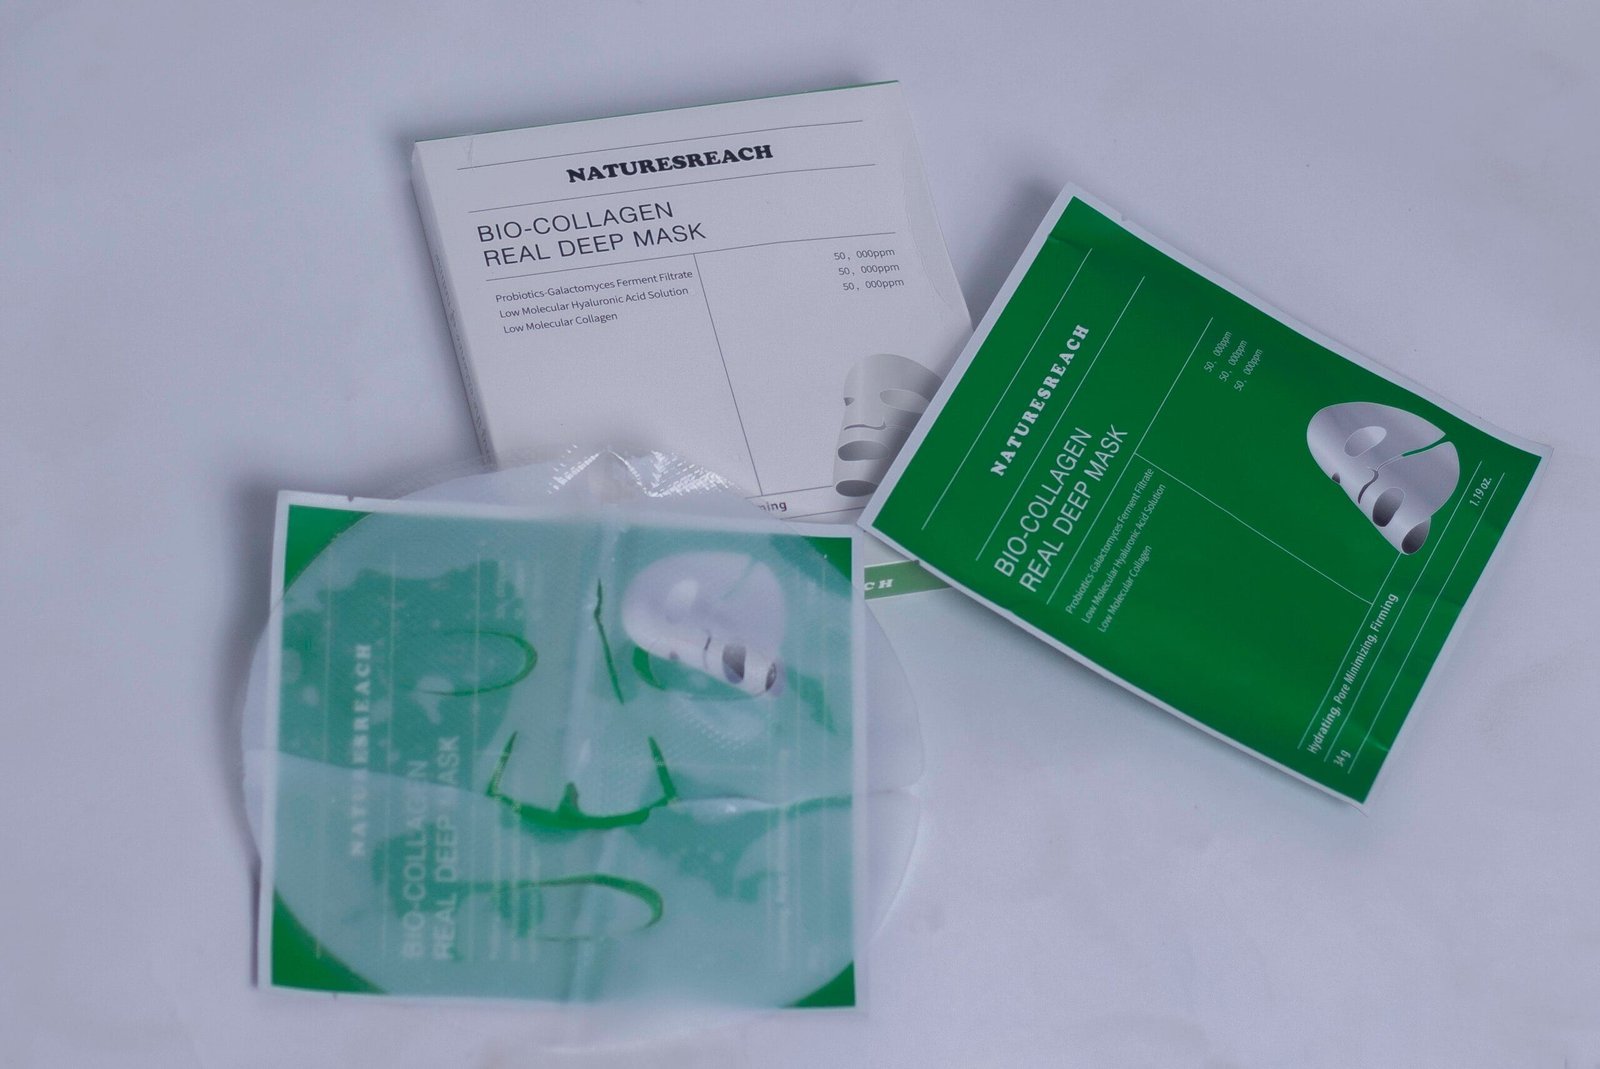 NATURESREACH
BIO-COLLAGEN
REAL DEEP MASK
Probiotics-Galactomyces Ferment Filtrate
Low Molecular Hyaluronic Acid Solution
Low Molecular Collagen
50, 000ppm
50, 000ppm
50, 000ppm
NATURESREACH
BIO-COLLAGEN
REAL DEEP MASK
Probiotics-Galactomyces Ferment Filtrate
Low Molecular Hyaluronic Acid Solution
Low Molecular Collagen
50, 000ppm
50, 000ppm
50, 000ppm
Hydrating, Pore Minimizing, Firming
34g
1.19 oz.
NATURESREACH
BIO-COLLAGEN
REAL DEEP MASK